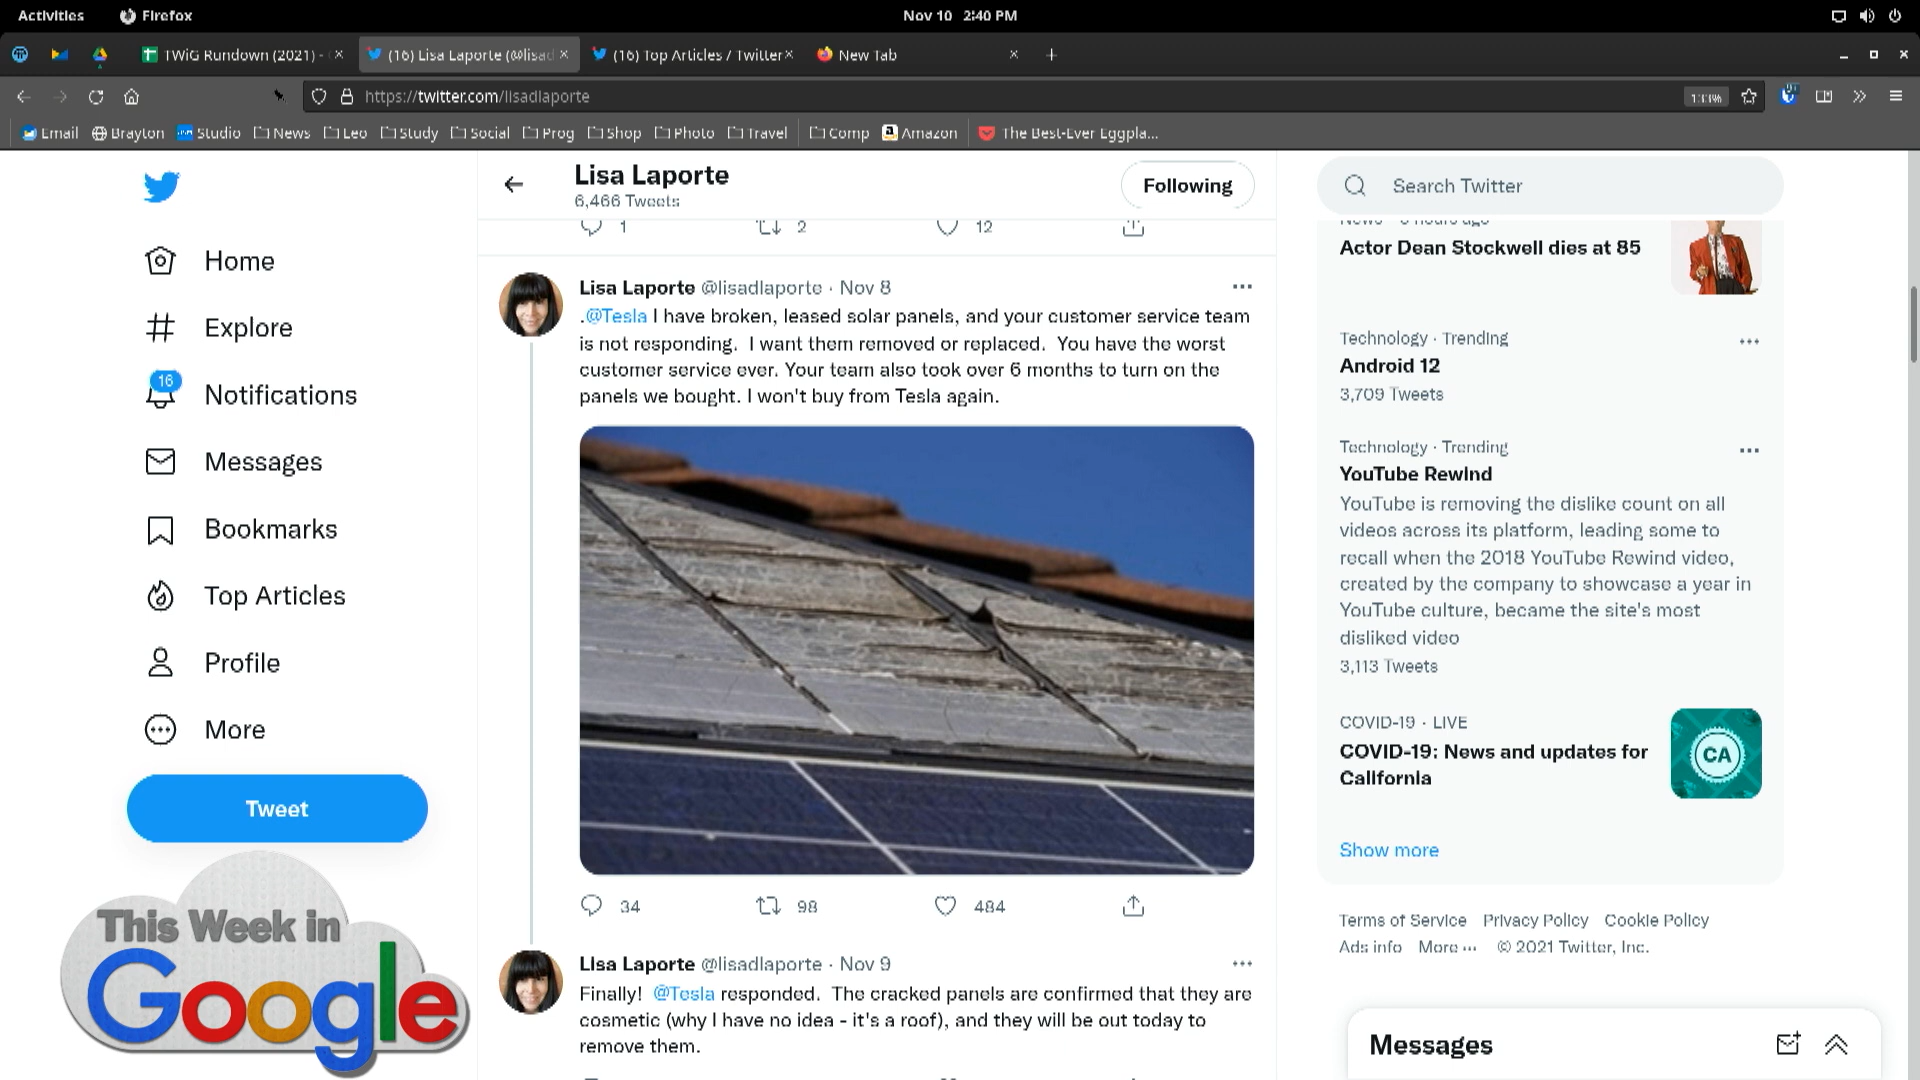 Activities
Firefox
Nov 10 2:40 PM
TWiG Rundown (2021) -
(16) Lisa Laporte (@lisad
(16) Top Articles / Twitter
New Tab
https://twitter.com/lisadlaporte
133%
Email
Brayton
Studio
News
Leo
Study
Social
Prog
Shop
Photo
Travel
Comp
Amazon
The Best-Ever Eggpla...
Home
Explore
16
Notifications
Messages
Bookmarks
Top Articles
Profile
More
Tweet
This Week in
Google
Lisa Laporte
6,466 Tweets
Following
1 2 12
Lisa Laporte @lisadlaporte · Nov 8
.@Tesla I have broken, leased solar panels, and your customer service team
is not responding. I want them removed or replaced. You have the worst
customer service ever. Your team also took over 6 months to turn on the
panels we bought. I won't buy from Tesla again.
34 98 484
Lisa Laporte @lisadlaporte · Nov 9
Finally! @Tesla responded. The cracked panels are confirmed that they are
cosmetic (why I have no idea - it's a roof), and they will be out today to
remove them.
Search Twitter
Actor Dean Stockwell dies at 85
Technology · Trending
Android 12
3,709 Tweets
Technology · Trending
YouTube Rewind
YouTube is removing the dislike count on all
videos across its platform, leading some to
recall when the 2018 YouTube Rewind video,
created by the company to showcase a year in
YouTube culture, became the site's most
disliked video
3,113 Tweets
COVID-19 · LIVE
COVID-19: News and updates for
California
CA
Show more
Terms of Service Privacy Policy Cookie Policy
Ads info More ··· © 2021 Twitter, Inc.
Messages